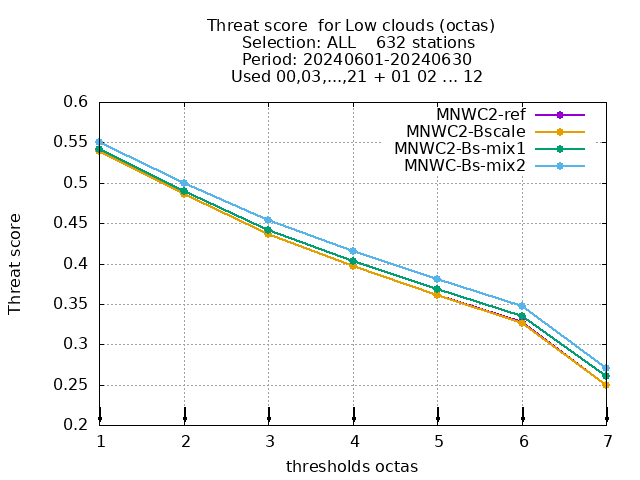 Threat score  for Low clouds (octas)
Selection: ALL    632 stations
Period: 20240601-20240630
Used 00,03,...,21 + 01 02 ... 12
MNWC2-ref
MNWC2-Bscale
MNWC2-Bs-mix1
MNWC-Bs-mix2
0.6
0.55
0.5
0.45
0.4
0.35
0.3
0.25
0.2
Threat score
1 2 3 4 5 6 7
thresholds octas